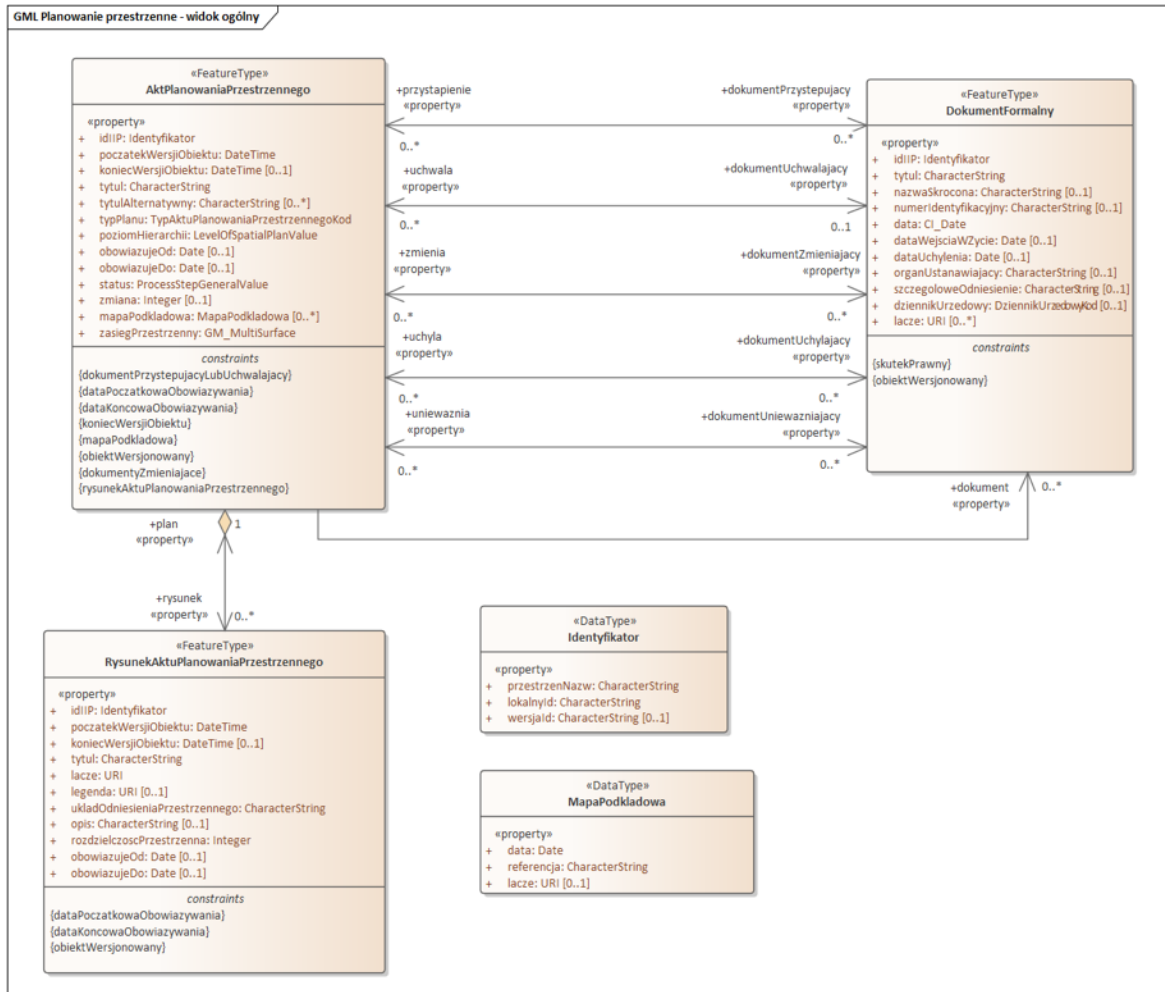 GML Planowanie przestrzenne - widok ogólny
«FeatureType»
AktPlanowaniaPrzestrzennego
«property»
+ idIIP: Identyfikator
+ poczatekWersjiObiektu: DateTime
+ koniecWersjiObiektu: DateTime [0..1]
+ tytul: CharacterString
+ tytulAlternatywny: CharacterString [0..*]
+ typPlanu: TypAktuPlanowaniaPrzestrzennegoKod
+ poziomHierarchii: LevelOfSpatialPlanValue
+ obowiazujeOd: Date [0..1]
+ obowiazujeDo: Date [0..1]
+ status: ProcessStepGeneralValue
+ zmiana: Integer [0..1]
+ mapaPodkladowa: MapaPodkladowa [0..*]
+ zasiegPrzestrzenny: GM_MultiSurface
constraints
{dokumentPrzystepujacyLubUchwalajacy}
{dataPoczatkowaObowiazywania}
{dataKoncowaObowiazywania}
{koniecWersjiObiektu}
{mapaPodkladowa}
{obiektWersjonowany}
{dokumentyZmieniajace}
{rysunekAktuPlanowaniaPrzestrzennego}
+przystapienie
«property»
0..*
+dokumentPrzystepujacy
«property»
0..*
+uchwala
«property»
0..*
+dokumentUchwalajacy
«property»
0..1
+zmienia
«property»
0..*
+dokumentZmieniajacy
«property»
0..*
+uchyla
«property»
0..*
+dokumentUchylajacy
«property»
0..*
+uniewaznia
«property»
0..*
+dokumentUniewazniajacy
«property»
0..*
«FeatureType»
DokumentFormalny
«property»
+ idIIP: Identyfikator
+ tytul: CharacterString
+ nazwaSkrocona: CharacterString [0..1]
+ numerIdentyfikacyjny: CharacterString [0..1]
+ data: CI_Date
+ dataWejsciaWZycie: Date [0..1]
+ dataUchylenia: Date [0..1]
+ organUstanawiajacy: CharacterString [0..1]
+ szczegoloweOdniesienie: CharacterString [0..1]
+ dziennikUrzedowy: DziennikUrzedowyKod [0..1]
+ lacze: URI [0..*]
constraints
{skutekPrawny}
{obiektWersjonowany}
+dokument
«property»
0..*
+plan
«property»
1
+rysunek
«property»
0..*
«FeatureType»
RysunekAktuPlanowaniaPrzestrzennego
«property»
+ idIIP: Identyfikator
+ poczatekWersjiObiektu: DateTime
+ koniecWersjiObiektu: DateTime [0..1]
+ tytul: CharacterString
+ lacze: URI
+ legenda: URI [0..1]
+ ukladOdniesieniaPrzestrzennego: CharacterString
+ opis: CharacterString [0..1]
+ rozdzielczoscPrzestrzenna: Integer
+ obowiazujeOd: Date [0..1]
+ obowiazujeDo: Date [0..1]
constraints
{dataPoczatkowaObowiazywania}
{dataKoncowaObowiazywania}
{obiektWersjonowany}
«DataType»
Identyfikator
«property»
+ przestrzenNazw: CharacterString
+ lokalnyId: CharacterString
+ wersjaId: CharacterString [0..1]
«DataType»
MapaPodkladowa
«property»
+ data: Date
+ referencja: CharacterString
+ lacze: URI [0..1]